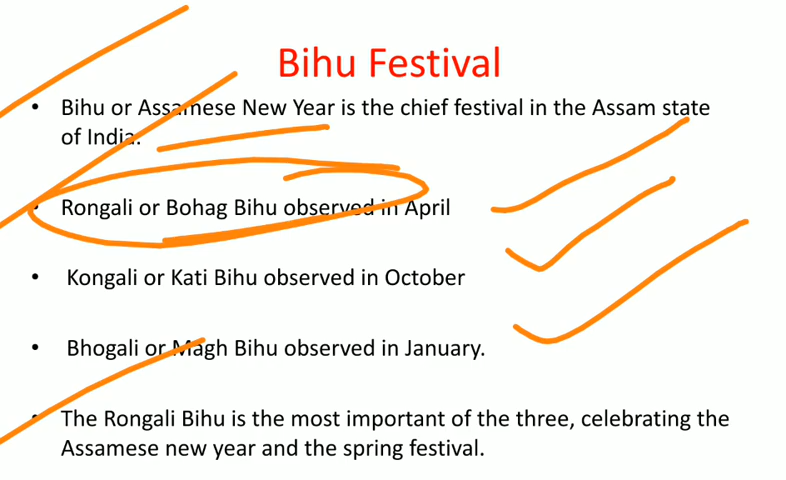 Bihu Festival
• Bihu or Assamese New Year is the chief festival in the Assam state
of India.
• Rongali or Bohag Bihu observed in April
• Kongali or Kati Bihu observed in October
• Bhogali or Magh Bihu observed in January.
• The Rongali Bihu is the most important of the three, celebrating the
Assamese new year and the spring festival.